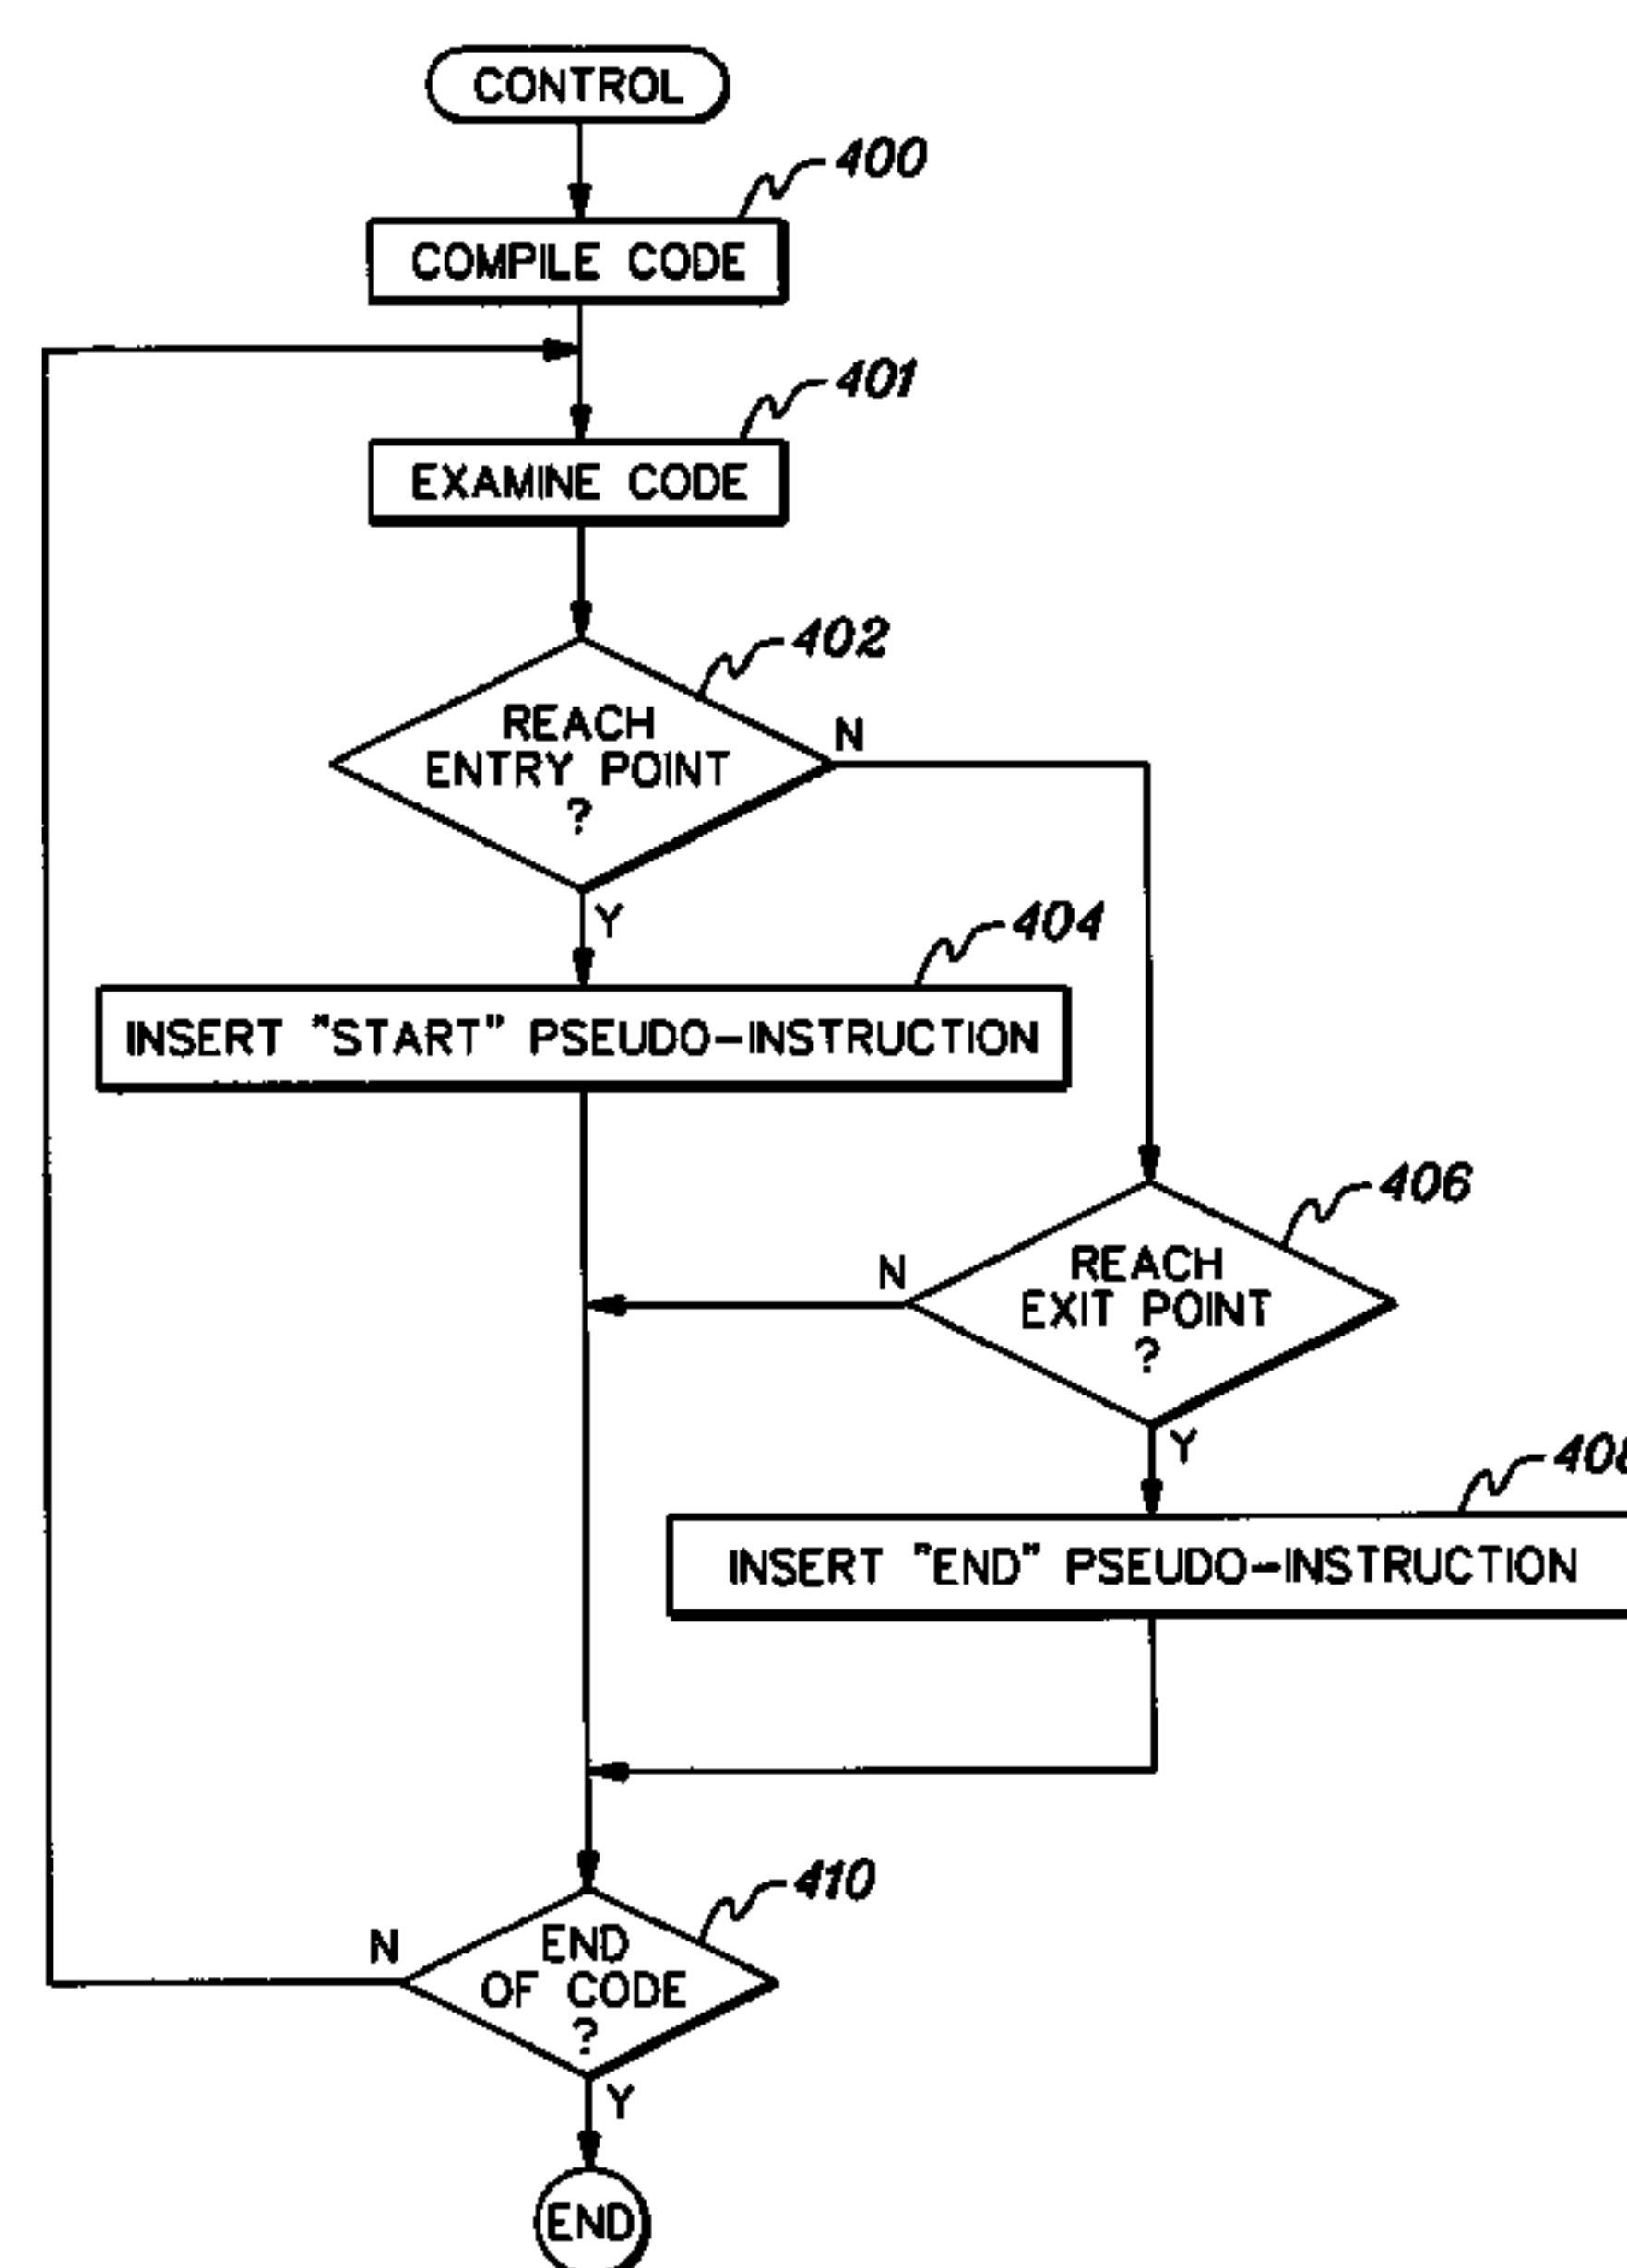 CONTROL
400
COMPILE CODE
401
EXAMINE CODE
402
REACH
ENTRY POINT
?
N
Y
404
INSERT "START" PSEUDO-INSTRUCTION
406
REACH
EXIT POINT
?
N
Y
INSERT "END" PSEUDO-INSTRUCTION
410
END
OF CODE
?
N
Y
END